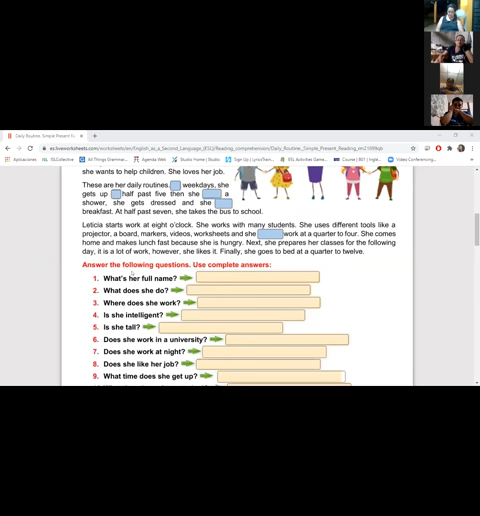 Daily Routine: Simple Present Re
es.liveworksheets.com/worksheets/en/English_as_a_Second_Language_(ESL)/Reading_comprehension/Daily_Routine_Simple_Present_Reading
Aplicaciones ISLCollective All Things Grammar... Agenda Web Studio Home | Studio Sign Up | LyricsTrain... ESL Activities Game... Course | BOT | Inglé... Video Conferencing...
she wants to help children. She loves her job.
These are her daily routines. weekdays, she
gets up half past five then she a
shower, she gets dressed and she
breakfast. At half past seven, she takes the bus to school.
Leticia starts work at eight o'clock. She works with many students. She uses different tools like a
projector, a board, markers, videos, worksheets and she work at a quarter to four. She comes
home and makes lunch fast because she is hungry. Next, she prepares her classes for the following
day, it is a lot of work, however, she likes it. Finally, she goes to bed at a quarter to twelve.
Answer the following questions. Use complete answers:
1. What's her full name?
2. What does she do?
3. Where does she work?
4. Is she intelligent?
5. Is she tall?
6. Does she work in a university?
7. Does she work at night?
8. Does she like her job?
9. What time does she get up?